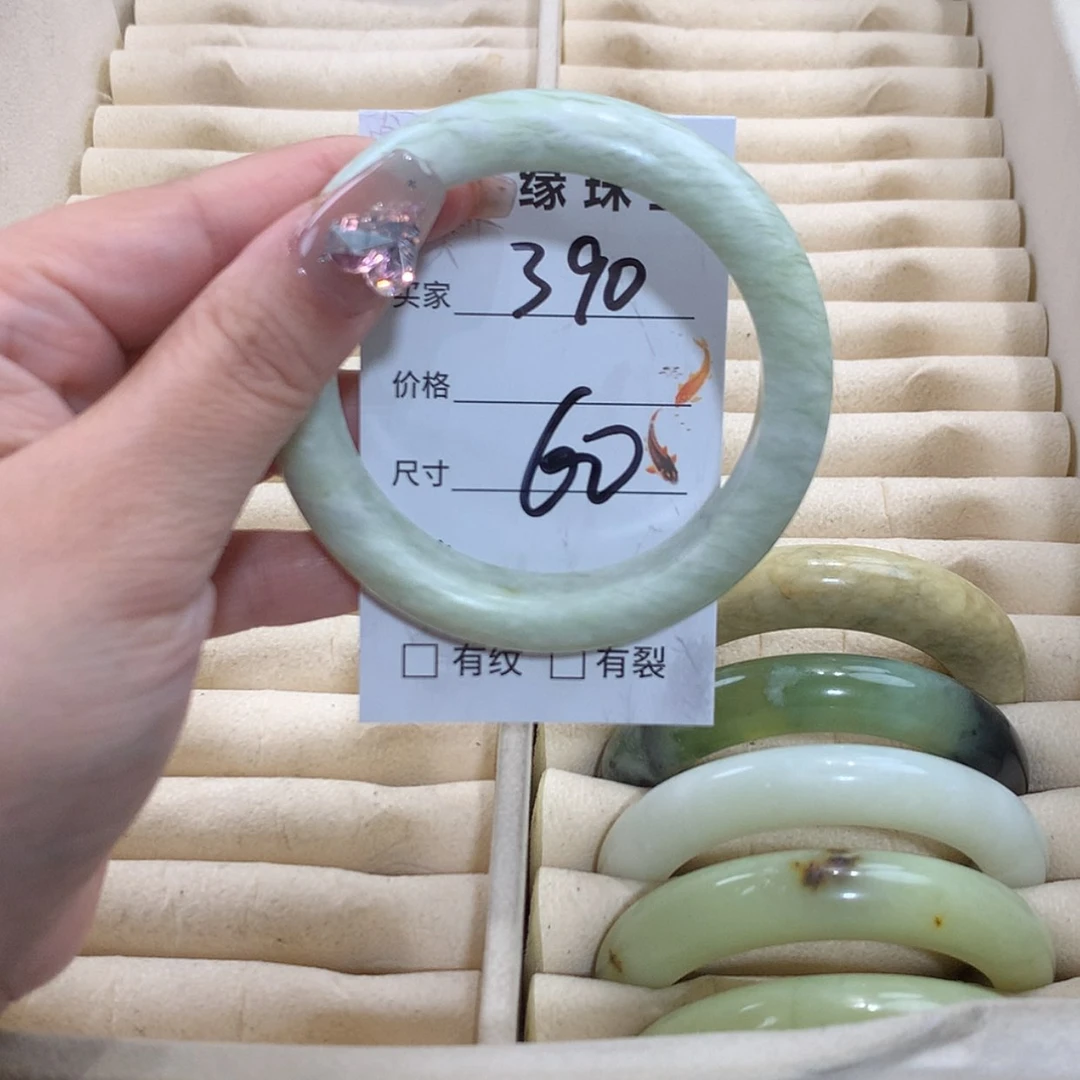 缘珠
买家 390
价格
尺寸 60
□ 有纹 □ 有裂